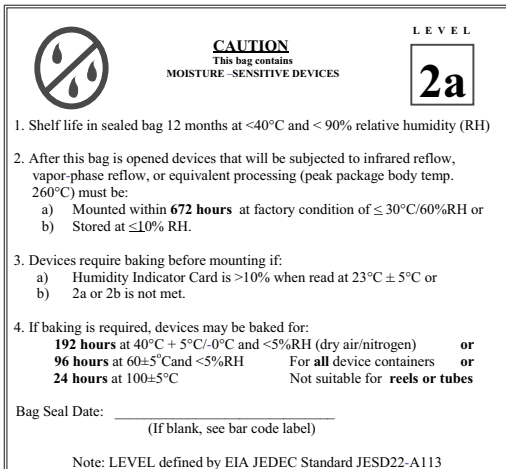 LEVEL
CAUTION
This bag contains
MOISTURE –SENSITIVE DEVICES
2a
1. Shelf life in sealed bag 12 months at <40°C and < 90% relative humidity (RH)
2. After this bag is opened devices that will be subjected to infrared reflow,
vapor-phase reflow, or equivalent processing (peak package body temp.
260°C) must be:
a) Mounted within 672 hours at factory condition of ≤ 30°C/60%RH or
b) Stored at ≤10% RH.
3. Devices require baking before mounting if:
a) Humidity Indicator Card is >10% when read at 23°C ± 5°C or
b) 2a or 2b is not met.
4. If baking is required, devices may be baked for:
192 hours at 40°C + 5°C/-0°C and <5%RH (dry air/nitrogen) or
96 hours at 60±5°Cand <5%RH For all device containers or
24 hours at 100±5°C Not suitable for reels or tubes
Bag Seal Date: ______________________________
(If blank, see bar code label)
Note: LEVEL defined by EIA JEDEC Standard JESD22-A113